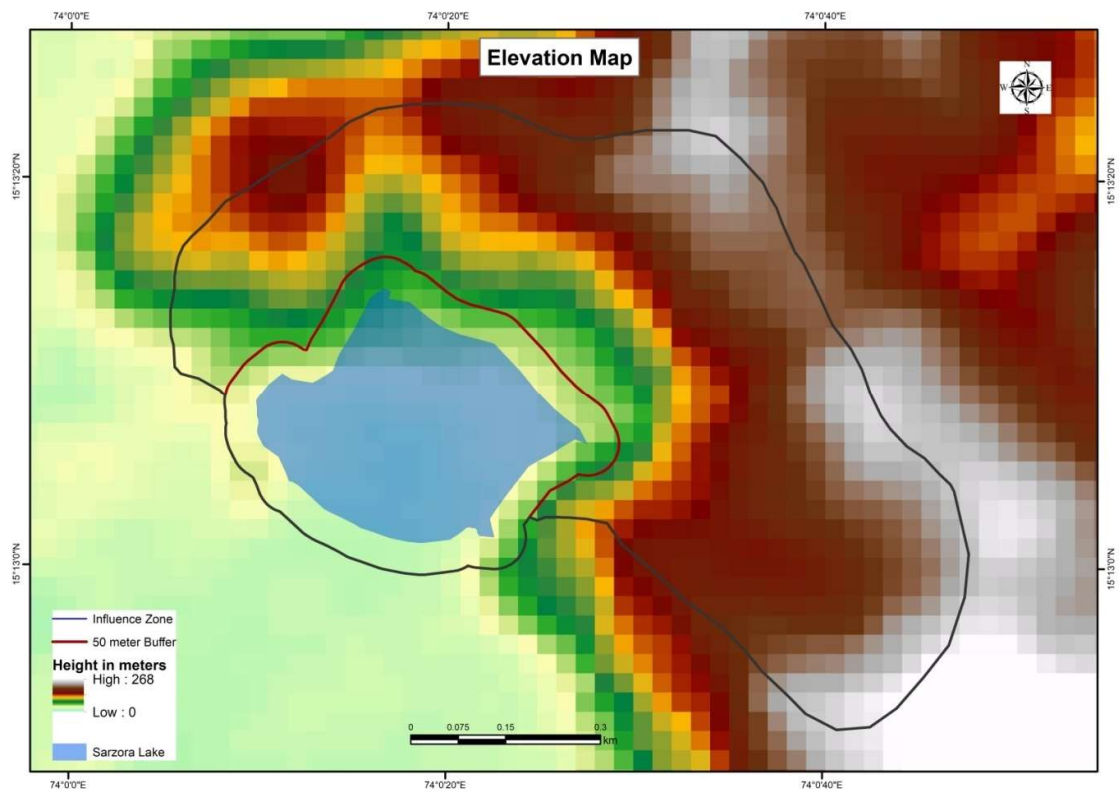 74°0'0"E
74°0'20"E
74°0'40"E
Elevation Map
N
W
E
S
15°13'20"N
15°13'20"N
15°13'0"N
15°13'0"N
Influence Zone
50 meter Buffer
Height in meters
High : 268
Low : 0
Sarzora Lake
0 0.075 0.15 0.3
km
74°0'0"E
74°0'20"E
74°0'40"E